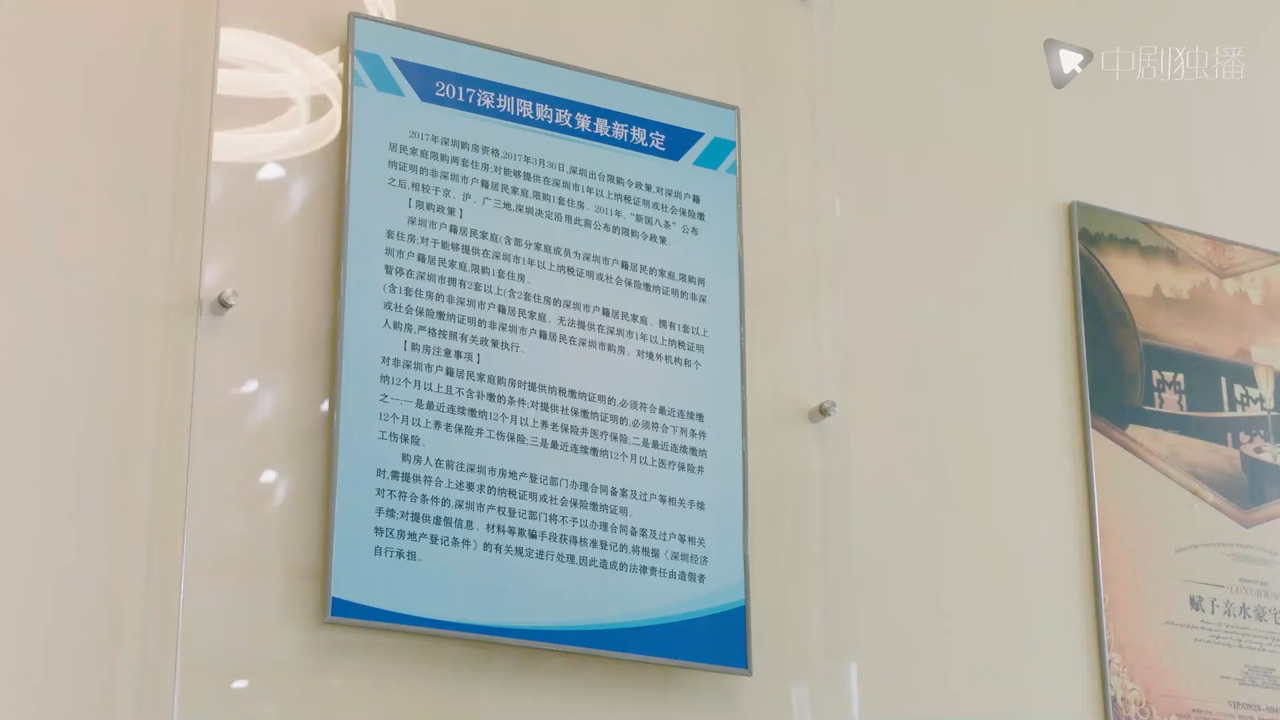 中剧独播
2017深圳限购政策最新规定
2017年深圳购房资格,2017年3月30日,深圳出台限购令政策,对深圳户籍
居民家庭限购两套住房;对能够提供在深圳市1年以上纳税证明或社会保险缴
纳证明的非深圳市户籍居民家庭,限购1套住房。2011年,“新国八条”公布
之后,相较于京、沪、广三地,深圳决定沿用此前公布的限购令政策。
【限购政策】
深圳市户籍居民家庭(含部分家庭成员为深圳市户籍居民的家庭,限购两
套住房;对于能够提供在深圳市1年以上纳税证明或社会保险缴纳证明的非深
圳市户籍居民家庭,限购1套住房。
暂停在深圳市拥有2套以上(含2套住房的深圳市户籍居民家庭、拥有1套以上
(含1套住房的非深圳市户籍居民家庭、无法提供在深圳市1年以上纳税证明
或社会保险缴纳证明的非深圳市户籍居民在深圳市购房。对境外机构和个
人购房,严格按照有关政策执行。
【购房注意事项】
对非深圳市户籍居民家庭购房时提供纳税缴纳证明的,必须符合最近连续缴
纳12个月以上且不含补缴的条件;对提供社保缴纳证明的,必须符合下列条件
之一:一是最近连续缴纳12个月以上养老保险并医疗保险;二是最近连续缴纳
12个月以上养老保险并工伤保险;三是最近连续缴纳12个月以上医疗保险并
工伤保险。
购房人在前往深圳市房地产登记部门办理合同备案及过户等相关手续
时,需提供符合上述要求的纳税证明或社会保险缴纳证明。
对不符合条件的,深圳市产权登记部门将不予以办理合同备案及过户等相关
手续;对提供虚假信息、材料等欺骗手段获得核准登记的,将根据《深圳经济
特区房地产登记条件》的有关规定进行处理,因此造成的法律责任由造假者
自行承担。
赋予亲水豪宅